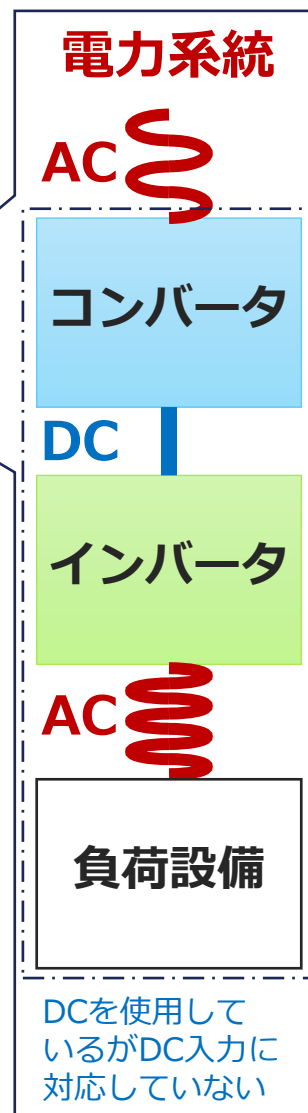 電力系統
AC
コンバータ
DC
インバータ
AC
負荷設備
DCを使用して
いるがDC入力に
対応していない